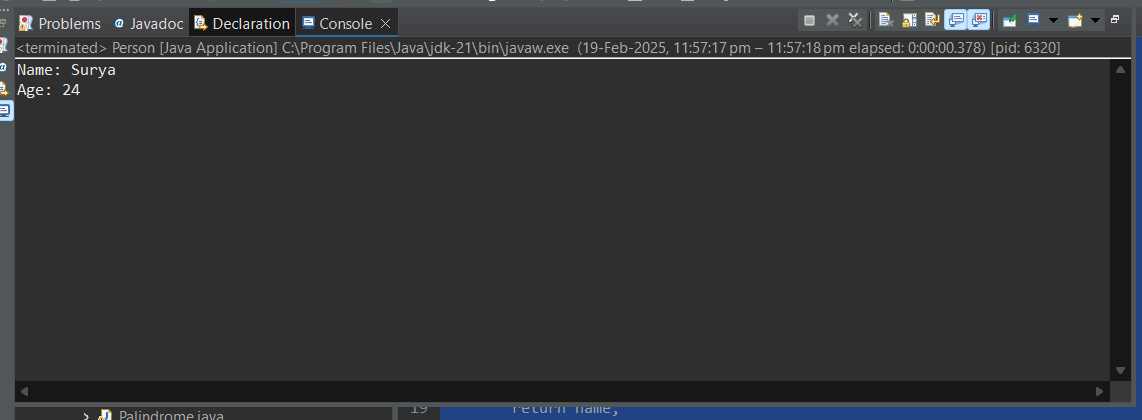 Problems @ Javadoc Declaration Console
<terminated> Person [Java Application] C:\Program Files\Java\jdk-21\bin\javaw.exe (19-Feb-2025, 11:57:17 pm – 11:57:18 pm elapsed: 0:00:00.378) [pid: 6320]
Name: Surya
Age: 24
Palindrome.java
19 return name;